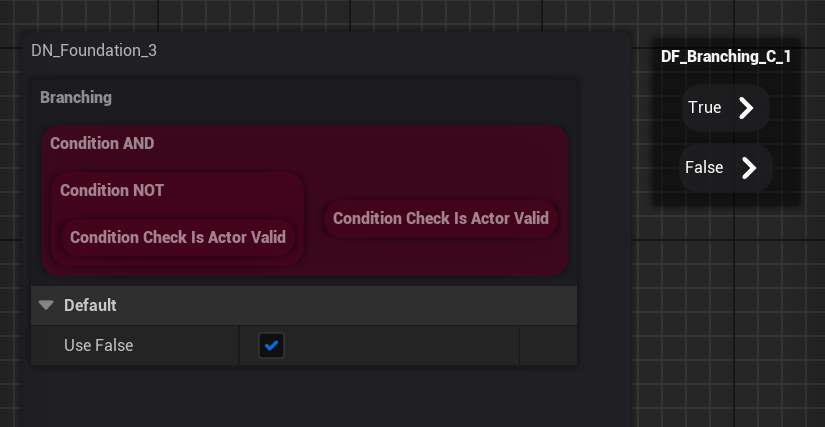 DN_Foundation_3
DF_Branching_C_1
Branching
True
Condition AND
False
Condition NOT
Condition Check Is Actor Valid
Condition Check Is Actor Valid
Default
Use False